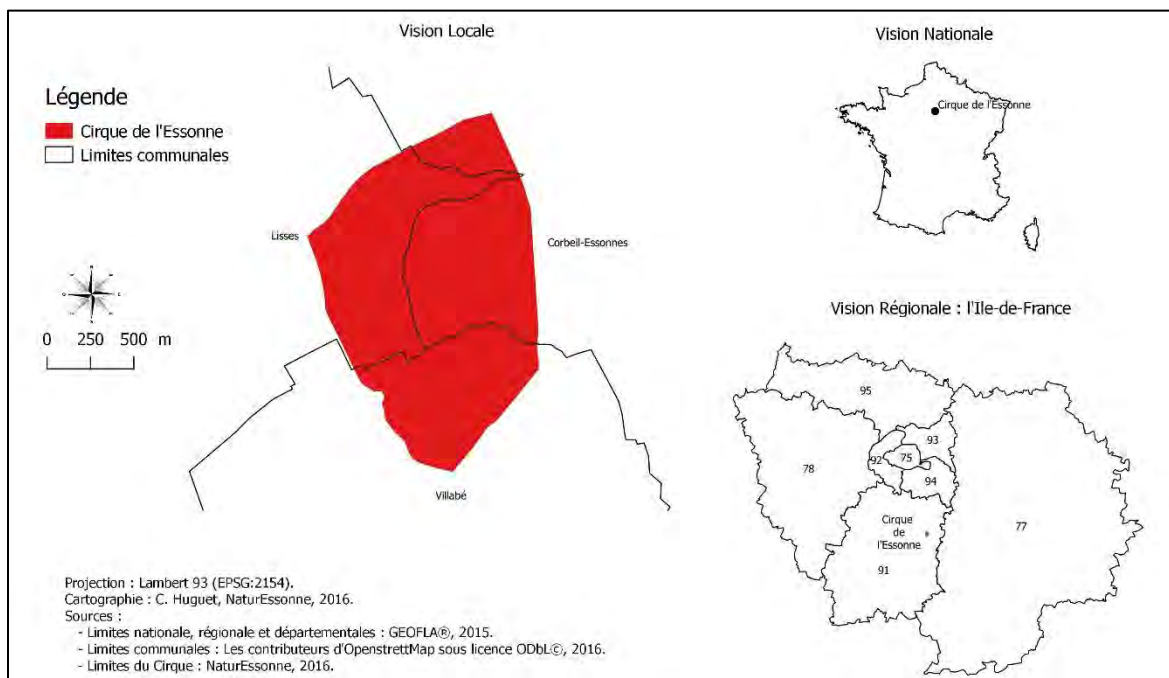 Vision Locale
Légende
Cirque de l'Essonne
Limites communales
Lisses
Corbeil-Essonnes
Villabé
0 250 500 m
Projection : Lambert 93 (EPSG:2154).
Cartographie : C. Huguet, NaturEssonne, 2016.
Sources :
- Limites nationale, régionale et départementales : GEOFLA®, 2015.
- Limites communales : Les contributeurs d'OpenstrettMap sous licence ODbL©, 2016.
- Limites du Cirque : NaturEssonne, 2016.
Vision Nationale
Cirque de l'Essonne
Vision Régionale : l'Ile-de-France
95
93
92
75
78
94
77
Cirque
de
l'Essonne
91